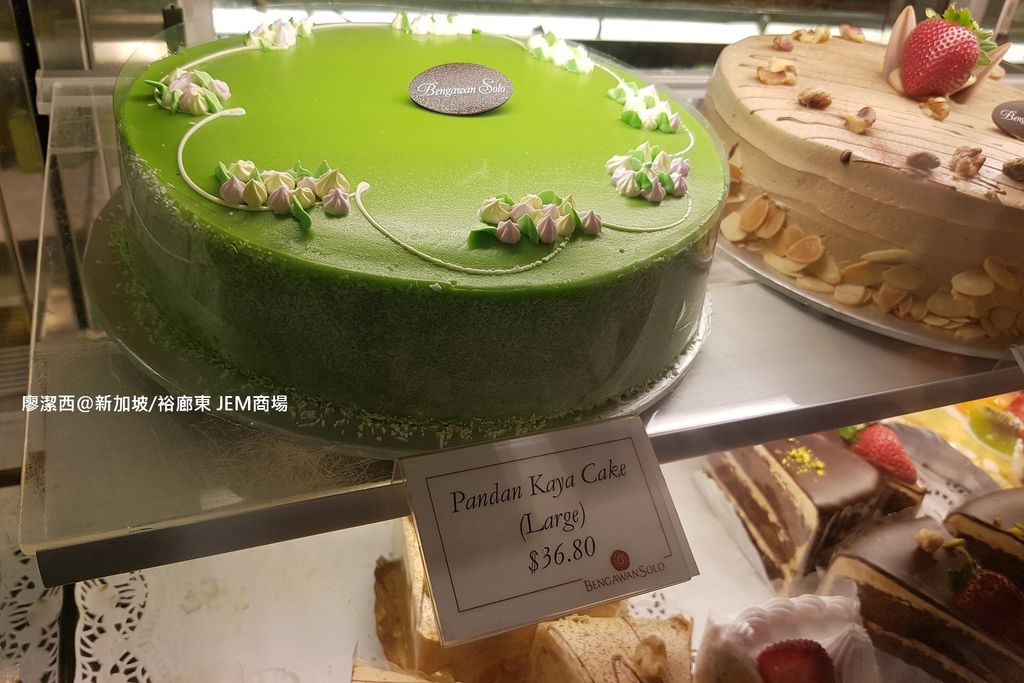 Bengawan Solo
Ben
廖潔西@新加坡/裕廊東 JEM商場
Pandan Kaya Cake
(Large)
$36.80
BENGAWAN SOLO